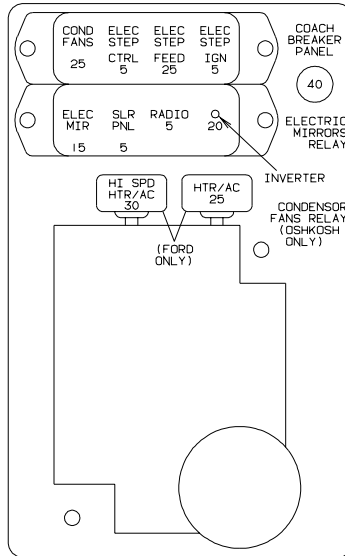 COND ELEC ELEC ELEC
FANS STEP STEP STEP
25 CTRL FEED IGN
5 25 5
COACH
BREAKER
PANEL
40
ELEC SLR RADIO
MIR PNL 5 20
15 5
ELECTRIC
MIRRORS
RELAY
INVERTER
HI SPD
HTR/AC
30
HTR/AC
25
(FORD
ONLY)
CONDENSOR
FANS RELAY
(OSHKOSH
ONLY)